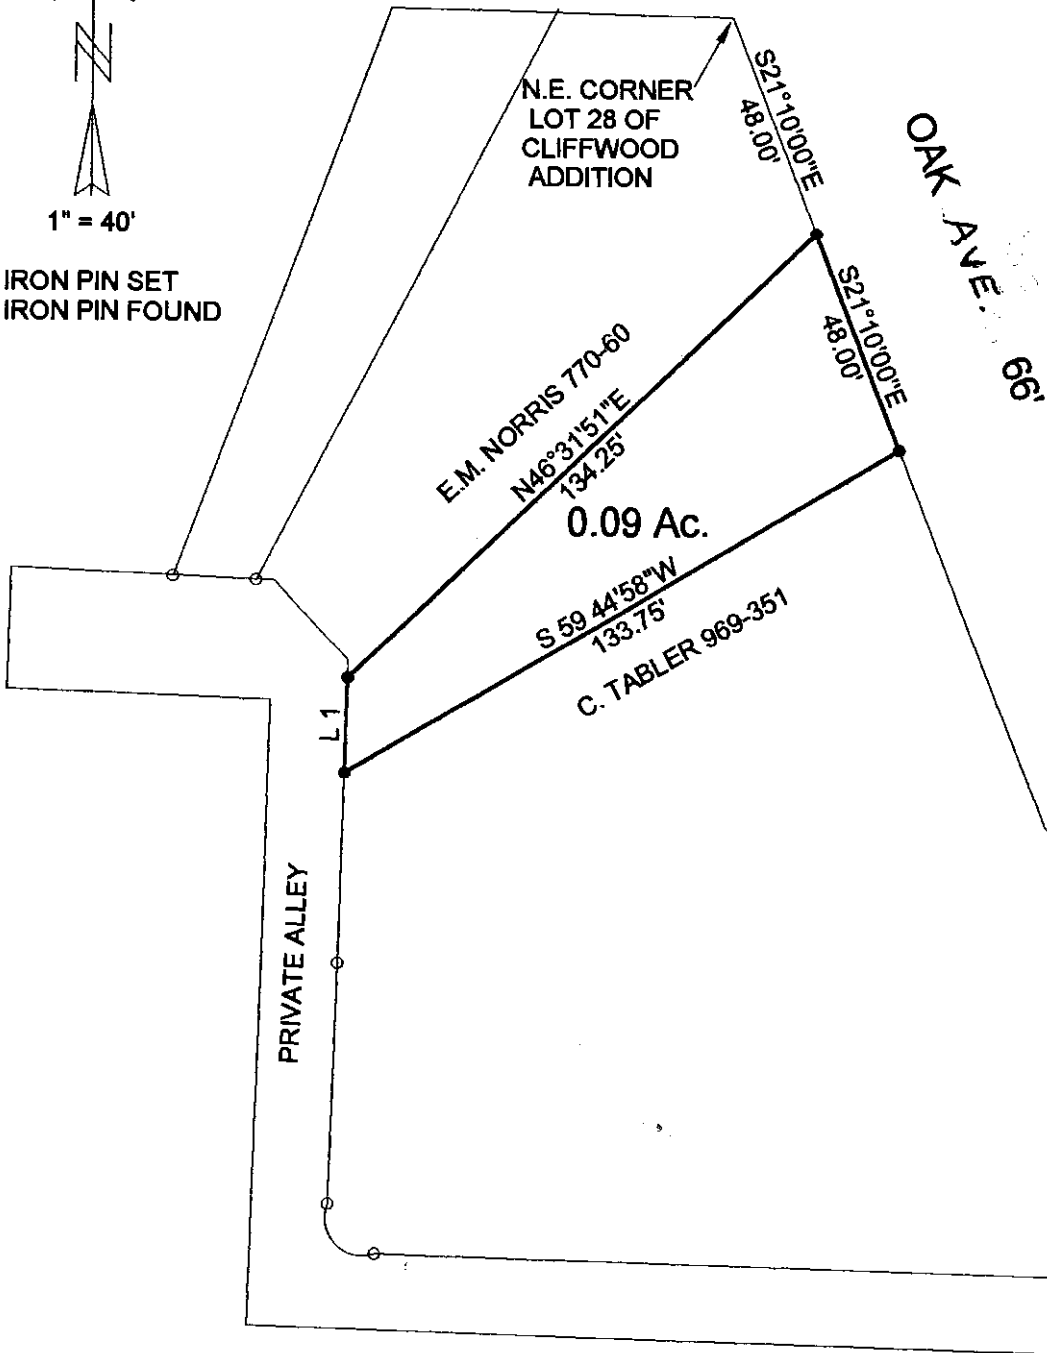 N
1" = 40'
IRON PIN SET
IRON PIN FOUND
N.E. CORNER
LOT 28 OF
CLIFFWOOD
ADDITION
S21°10'00"E
48.00'
OAK AVE. 66'
S21°10'00"E
48.00'
E.M. NORRIS 770-60
N46°31'51"E
134.25'
0.09 Ac.
S 59 44'58"W
133.75'
C. TABLER 969-351
L 1
PRIVATE ALLEY